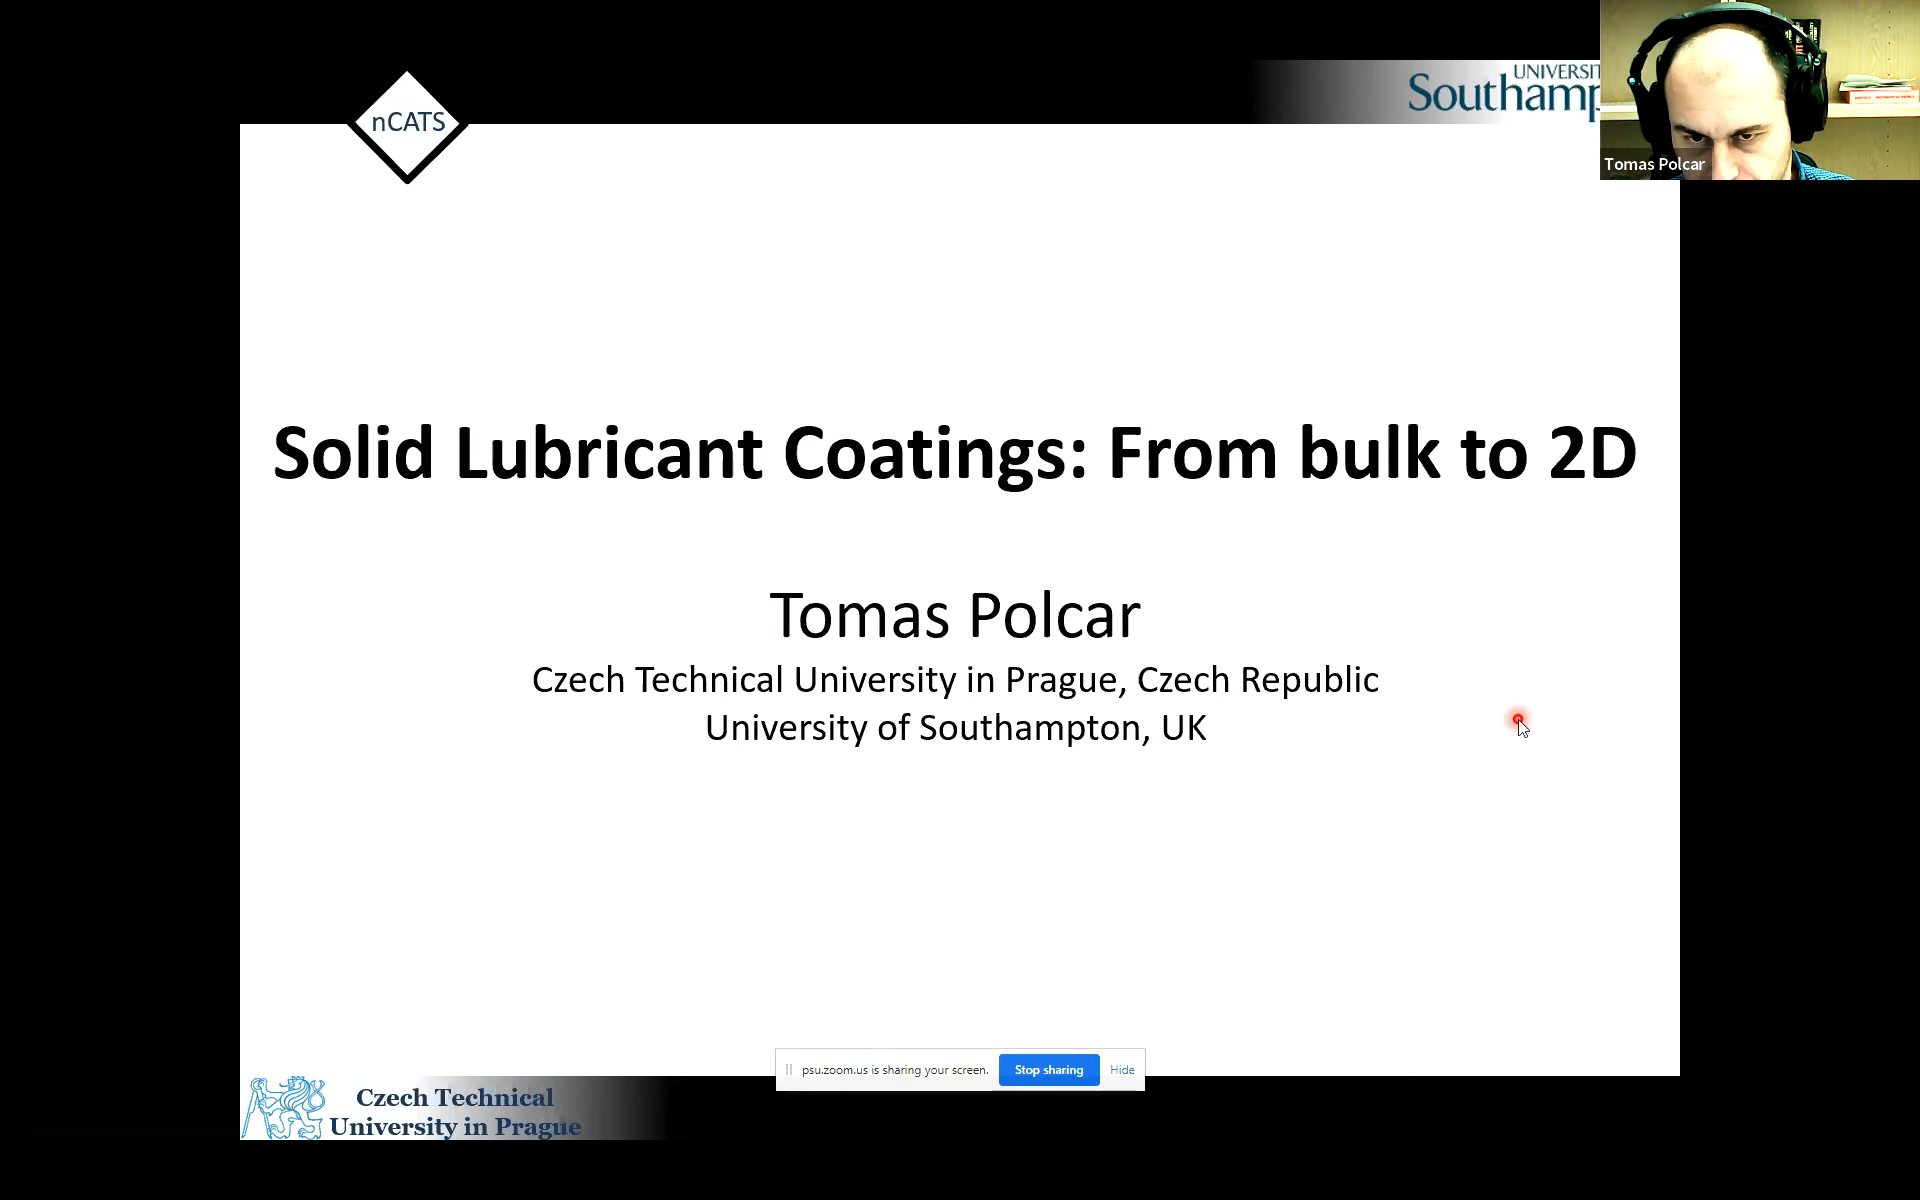 nCATS
Southamp
Tomas Polcar
Solid Lubricant Coatings: From bulk to 2D
Tomas Polcar
Czech Technical University in Prague, Czech Republic
University of Southampton, UK
psu.zoom.us is sharing your screen.
Stop sharing
Hide
Czech Technical
University in Prague